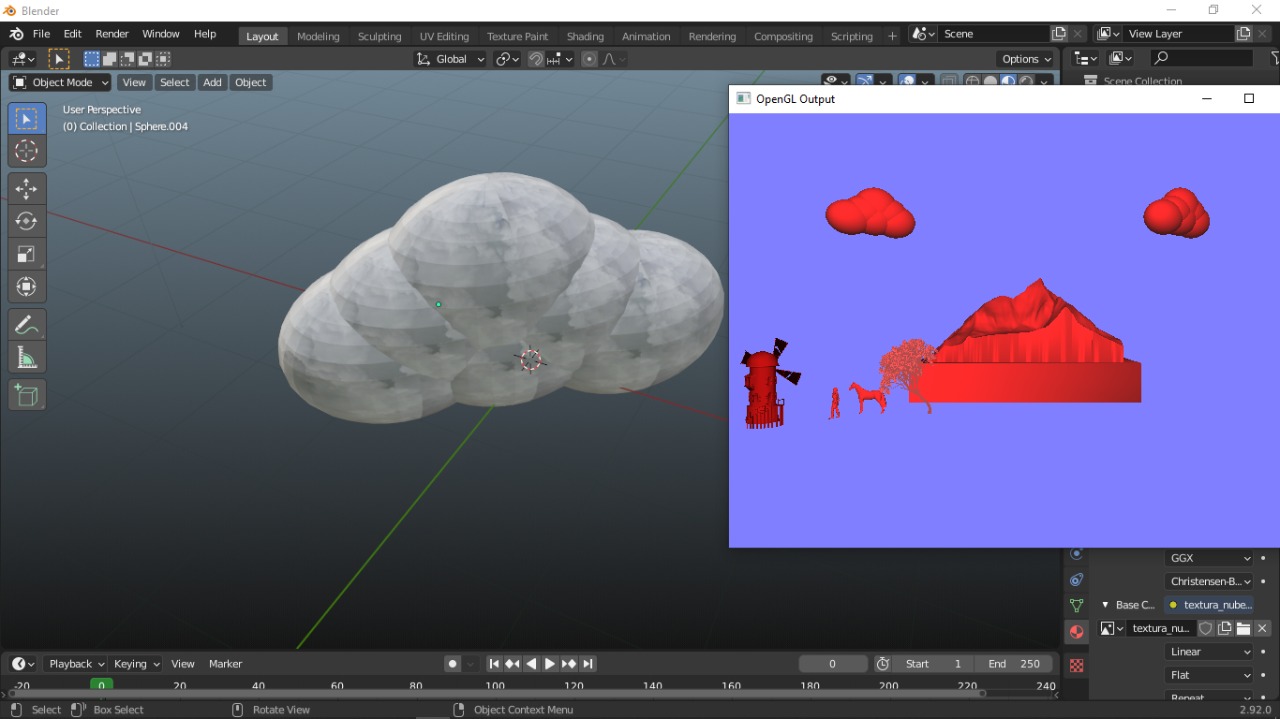 Blender
File Edit Render Window Help Layout Modeling Sculpting UV Editing Texture Paint Shading Animation Rendering Compositing Scripting + Scene View Layer
Global Options
Object Mode View Select Add Object Scene Collection
User Perspective
(0) Collection | Sphere.004
OpenGL Output
GGX
Christensen-B...
Base C... textura_nube...
textura_nu...
Linear
Flat
Repeat
Playback Keying View Marker 0 Start 1 End 250
-20 0 20 40 60 80 100 120 140 160 180 200 220 240
Select Box Select Rotate View Object Context Menu 2.92.0